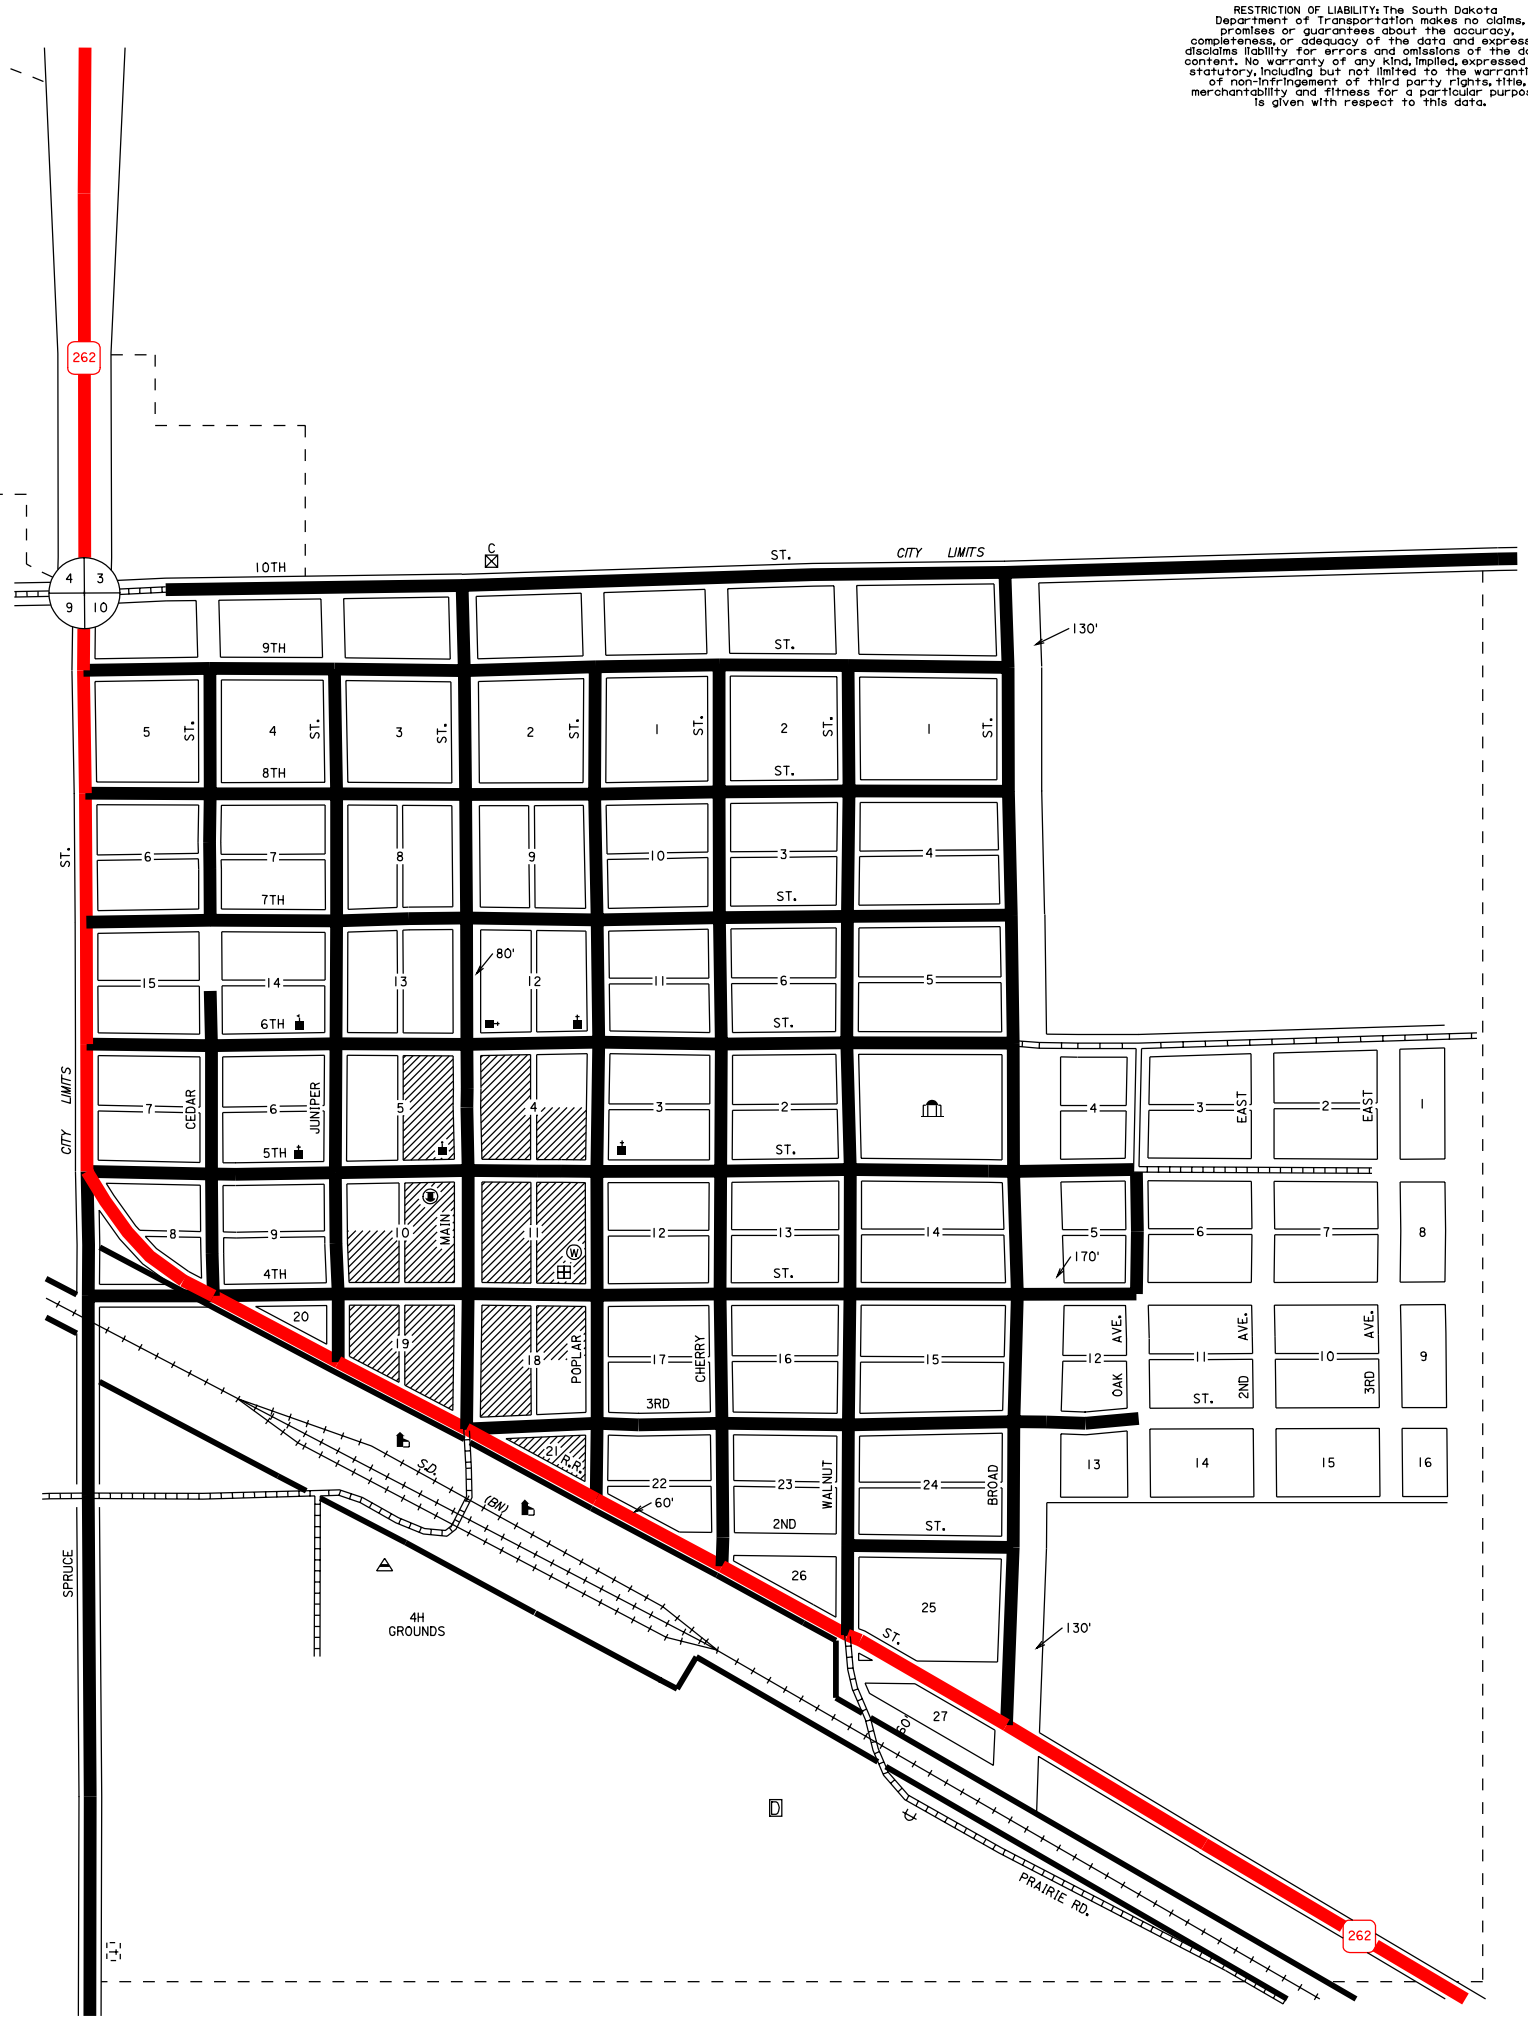 RESTRICTION OF LIABILITY: The South Dakota
Department of Transportation makes no claims,
promises or guarantees about the accuracy,
completeness, or adequacy of the data and express
disclaims liability for errors and omissions of the
content. No warranty of any kind, implied, expressed
statutory, including but not limited to the
of non-infringement of third party rights, title,
merchantability and fitness for a particular
is given with respect to this data.
262
C
ST.
CITY LIMITS
10TH
4 3
9 10
130'
9TH
ST.
5 ST. 4 ST. 3 ST. 2 ST. 1 ST. 2 ST. 1 ST.
8TH
ST.
ST.
6 7 8 9 10 3 4
7TH
ST.
80'
15 14 13 12 11 6 5
6TH
ST.
CITY LIMITS
7 CEDAR 6 JUNIPER 5 4 3 2 4 3 EAST 2 EAST 1
5TH
ST.
8 9 10 MAIN 11 W 12 13 14 5 6 7 8
170'
4TH
ST.
20 19 18 POPLAR 17 CHERRY 16 15 12 OAK AVE. 11 2ND AVE. 10 3RD AVE. 9
3RD
ST.
21
R.R.
S.D.
(BN)
22 23 WALNUT 24 BROAD 13 14 15 16
60'
2ND
ST.
SPRUCE
26
25
4H
GROUNDS
ST.
130'
60'
27
D
PRAIRIE RD.
262